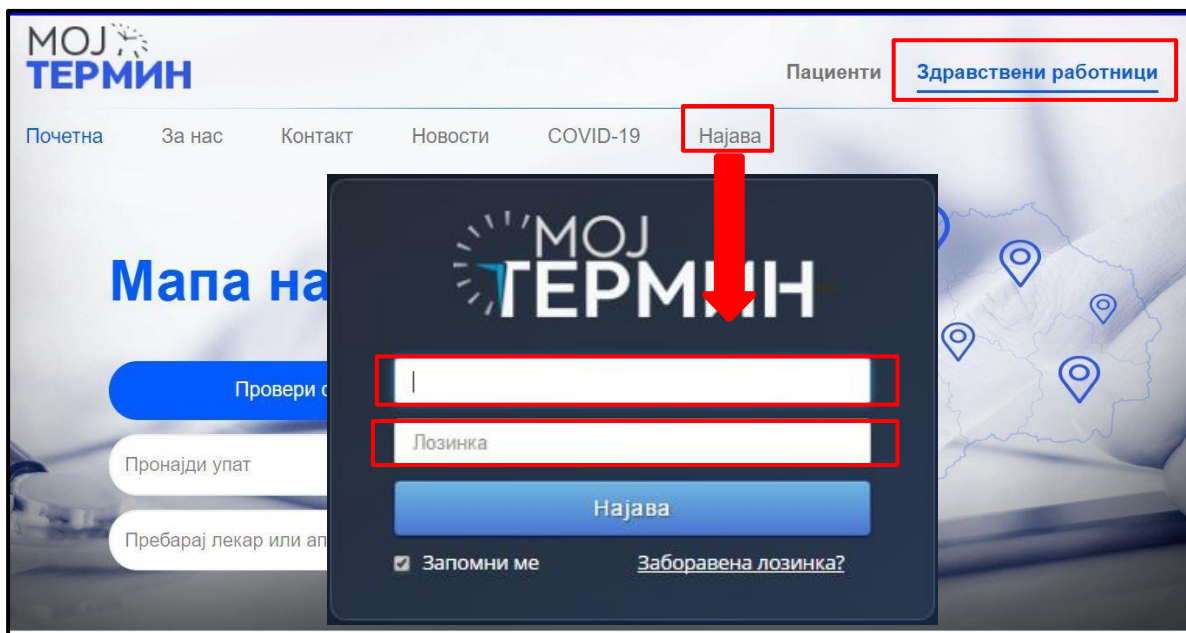 МОЈ
ТЕРМИН
Пациенти
Здравствени работници
Почетна
За нас
Контакт
Новости
COVID-19
Најава
Мапа на
Провери
Пронајди упат
Пребарај лекар или ап
МОЈ
ТЕРМИН
Лозинка
Најава
Запомни ме
Заборавена лозинка?